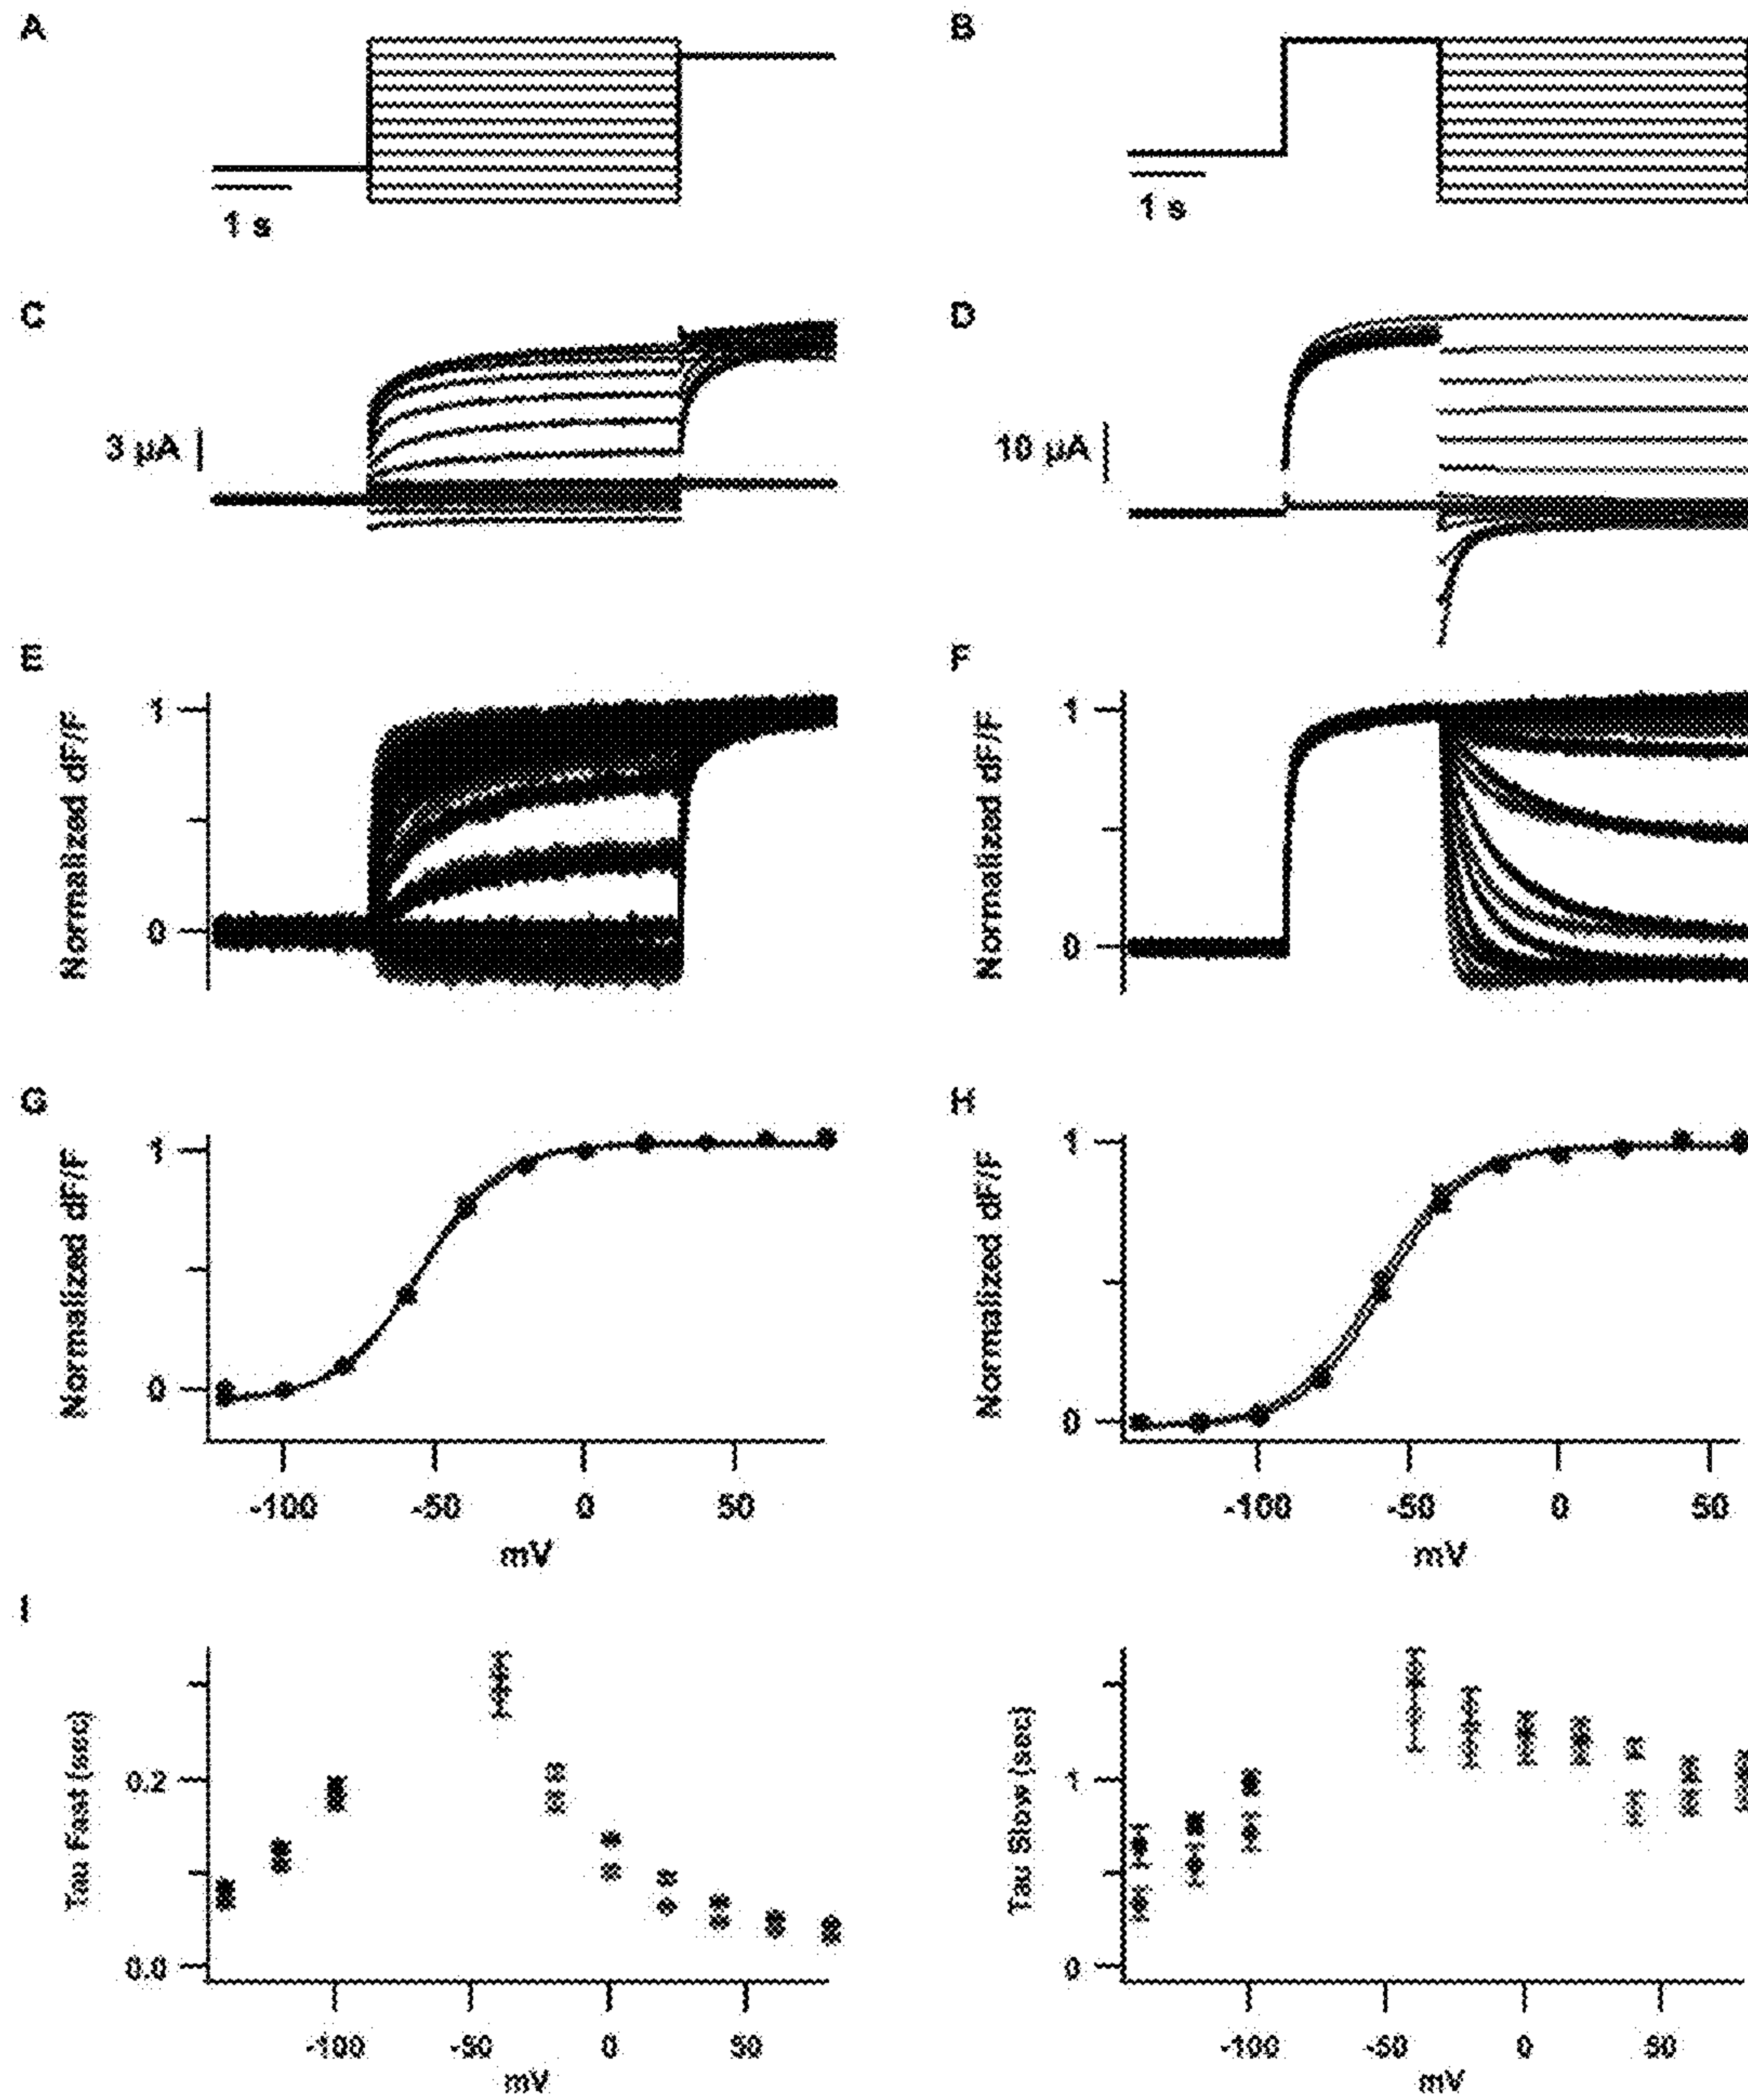 A
B
1 s
1 s
C
D
3 µA
10 µA
E
F
Normalized dF/F
1
0
Normalized dF/F
1
0
G
H
Normalized dF/F
1
0
-100
-50
0
50
mV
Normalized dF/F
1
0
-100
-50
0
50
mV
I
Tau Fast (sec)
0.2
0.0
-100
-50
0
50
mV
Tau Slow (sec)
1
0
-100
-50
0
50
mV